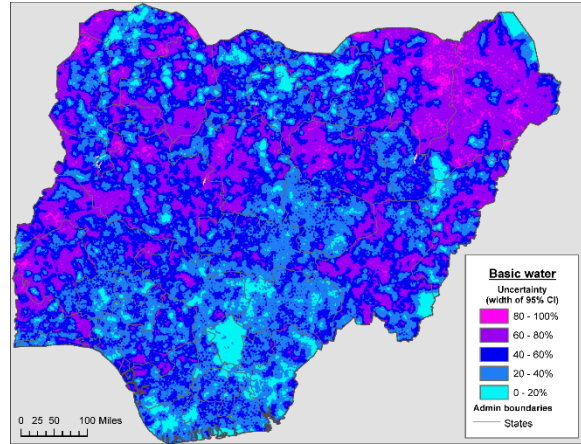 Basic water
Uncertainty
(width of 95% CI)
80 - 100%
60 - 80%
40 - 60%
20 - 40%
0 - 20%
Admin boundaries
States
0 25 50 100 Miles